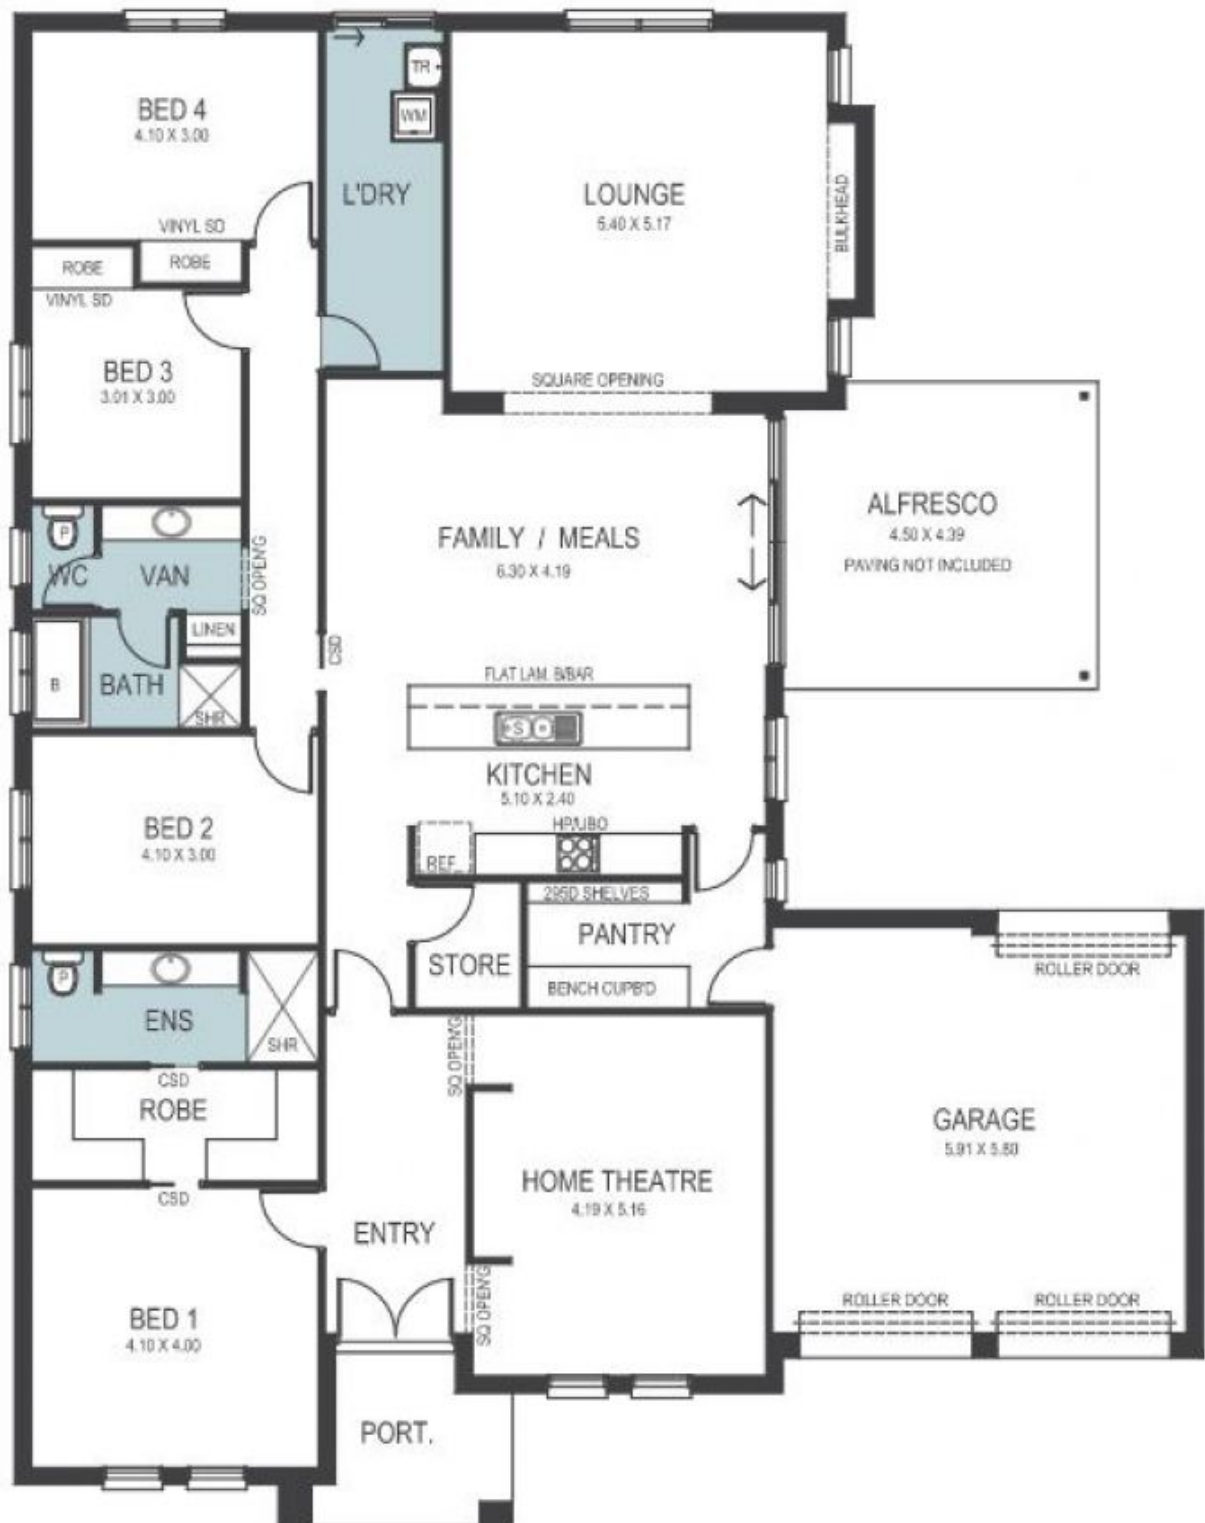 BED 4
4.10 X 3.00
VINYL SD
ROBE
ROBE
VINYL SD
TR
WM
L'DRY
LOUNGE
5.40 X 5.17
BULKHEAD
SQUARE OPENING
BED 3
3.01 X 3.00
P
WC
VAN
SQ OPEN'G
LINEN
B
BATH
SHR
CSD
FAMILY / MEALS
6.30 X 4.19
ALFRESCO
4.50 X 4.39
PAVING NOT INCLUDED
FLAT LAM. B/BAR
S
KITCHEN
5.10 X 2.40
HP/UBO
REF
BED 2
4.10 X 3.00
295D SHELVES
PANTRY
BENCH CUPB'D
STORE
P
ENS
SHR
CSD
ROBE
CSD
SQ OPEN'G
ROLLER DOOR
GARAGE
5.91 X 5.80
HOME THEATRE
4.19 X 5.16
ENTRY
SQ OPEN'G
ROLLER DOOR
ROLLER DOOR
BED 1
4.10 X 4.00
PORT.